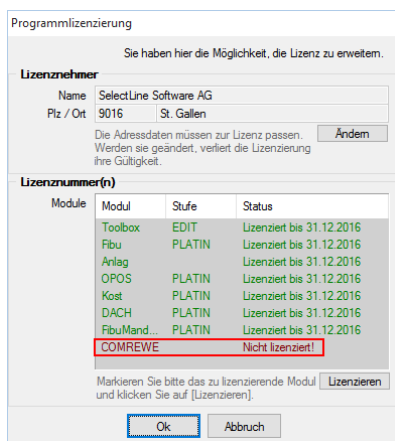 Programmlizenzierung
Sie haben hier die Möglichkeit, die Lizenz zu erweitern.
Lizenznehmer
Name SelectLine Software AG
Plz / Ort 9016 St. Gallen
Die Adressdaten müssen zur Lizenz passen. Ändern
Werden sie geändert, verliert die Lizenzierung
ihre Gültigkeit.
Lizenznummer(n)
Module Modul Stufe Status
Toolbox EDIT Lizenziert bis 31.12.2016
Fibu PLATIN Lizenziert bis 31.12.2016
Anlag Lizenziert bis 31.12.2016
OPOS PLATIN Lizenziert bis 31.12.2016
Kost PLATIN Lizenziert bis 31.12.2016
DACH PLATIN Lizenziert bis 31.12.2016
FibuMand... PLATIN Lizenziert bis 31.12.2016
COMREWE Nicht lizenziert!
Markieren Sie bitte das zu lizenzierende Modul Lizenzieren
und klicken Sie auf [Lizenzieren].
Ok Abbruch